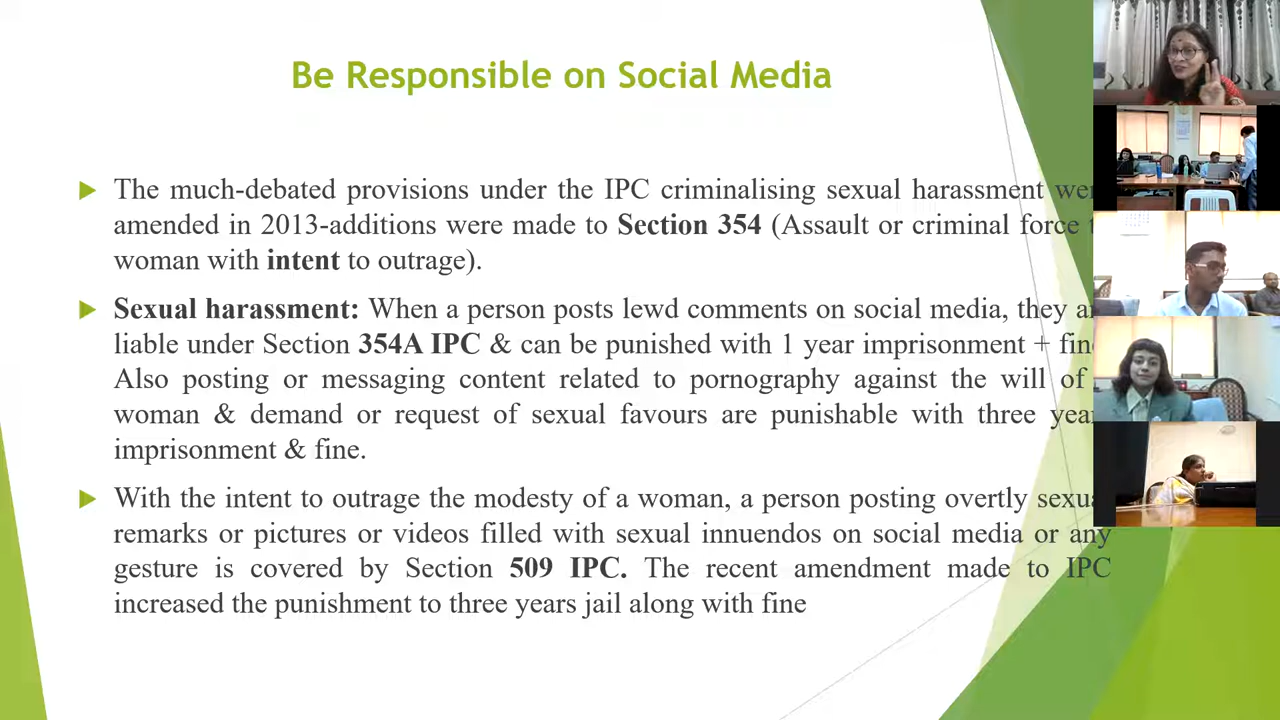 Be Responsible on Social Media
The much-debated provisions under the IPC criminalising sexual harassment
amended in 2013-additions were made to Section 354 (Assault or criminal force
woman with intent to outrage).
Sexual harassment: When a person posts lewd comments on social media, they
liable under Section 354A IPC & can be punished with 1 year imprisonment +
Also posting or messaging content related to pornography against the will of
woman & demand or request of sexual favours are punishable with three
imprisonment & fine.
With the intent to outrage the modesty of a woman, a person posting overtly
remarks or pictures or videos filled with sexual innuendos on social media or any
gesture is covered by Section 509 IPC. The recent amendment made to IPC
increased the punishment to three years jail along with fine